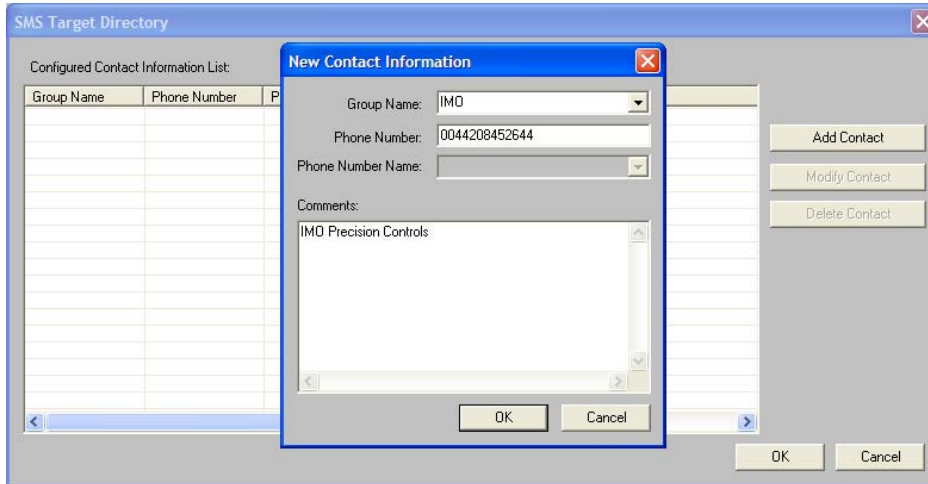 SMS Target Directory
Configured Contact Information List:
Group Name
Phone Number
P
New Contact Information
Group Name:
IMO
Phone Number:
0044208452644
Phone Number Name:
Comments:
IMO Precision Controls
OK
Cancel
Add Contact
Modify Contact
Delete Contact
OK
Cancel